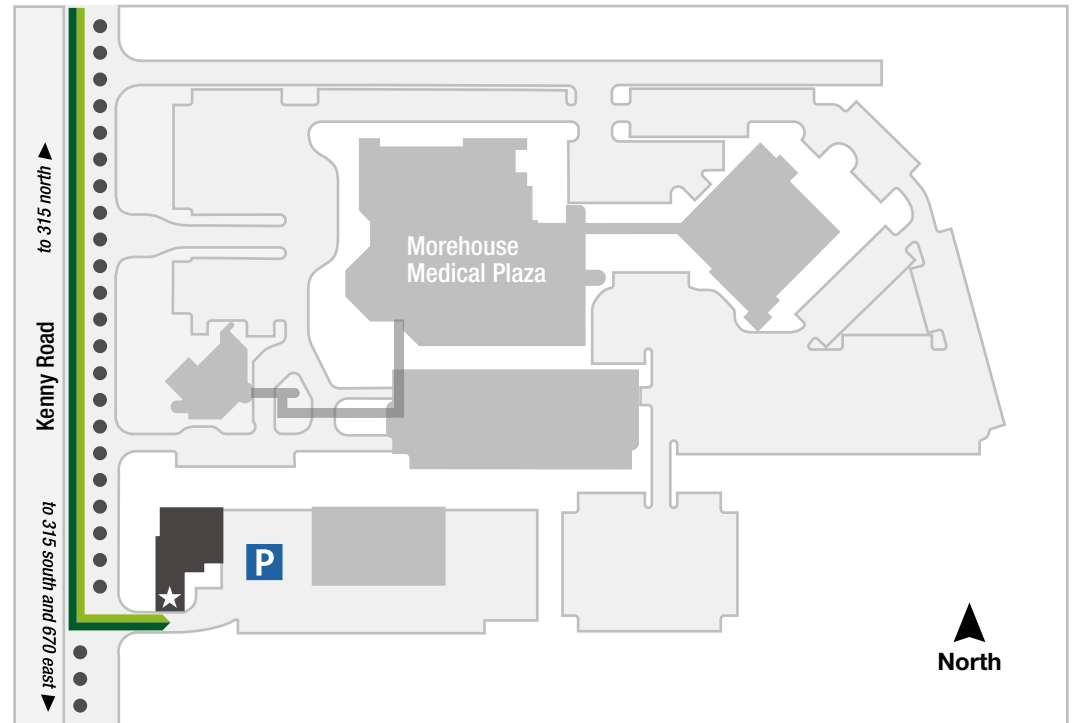 to 315 north ▶
Kenny Road
◀ to 315 south and 670 east
Morehouse
Medical Plaza
P
North